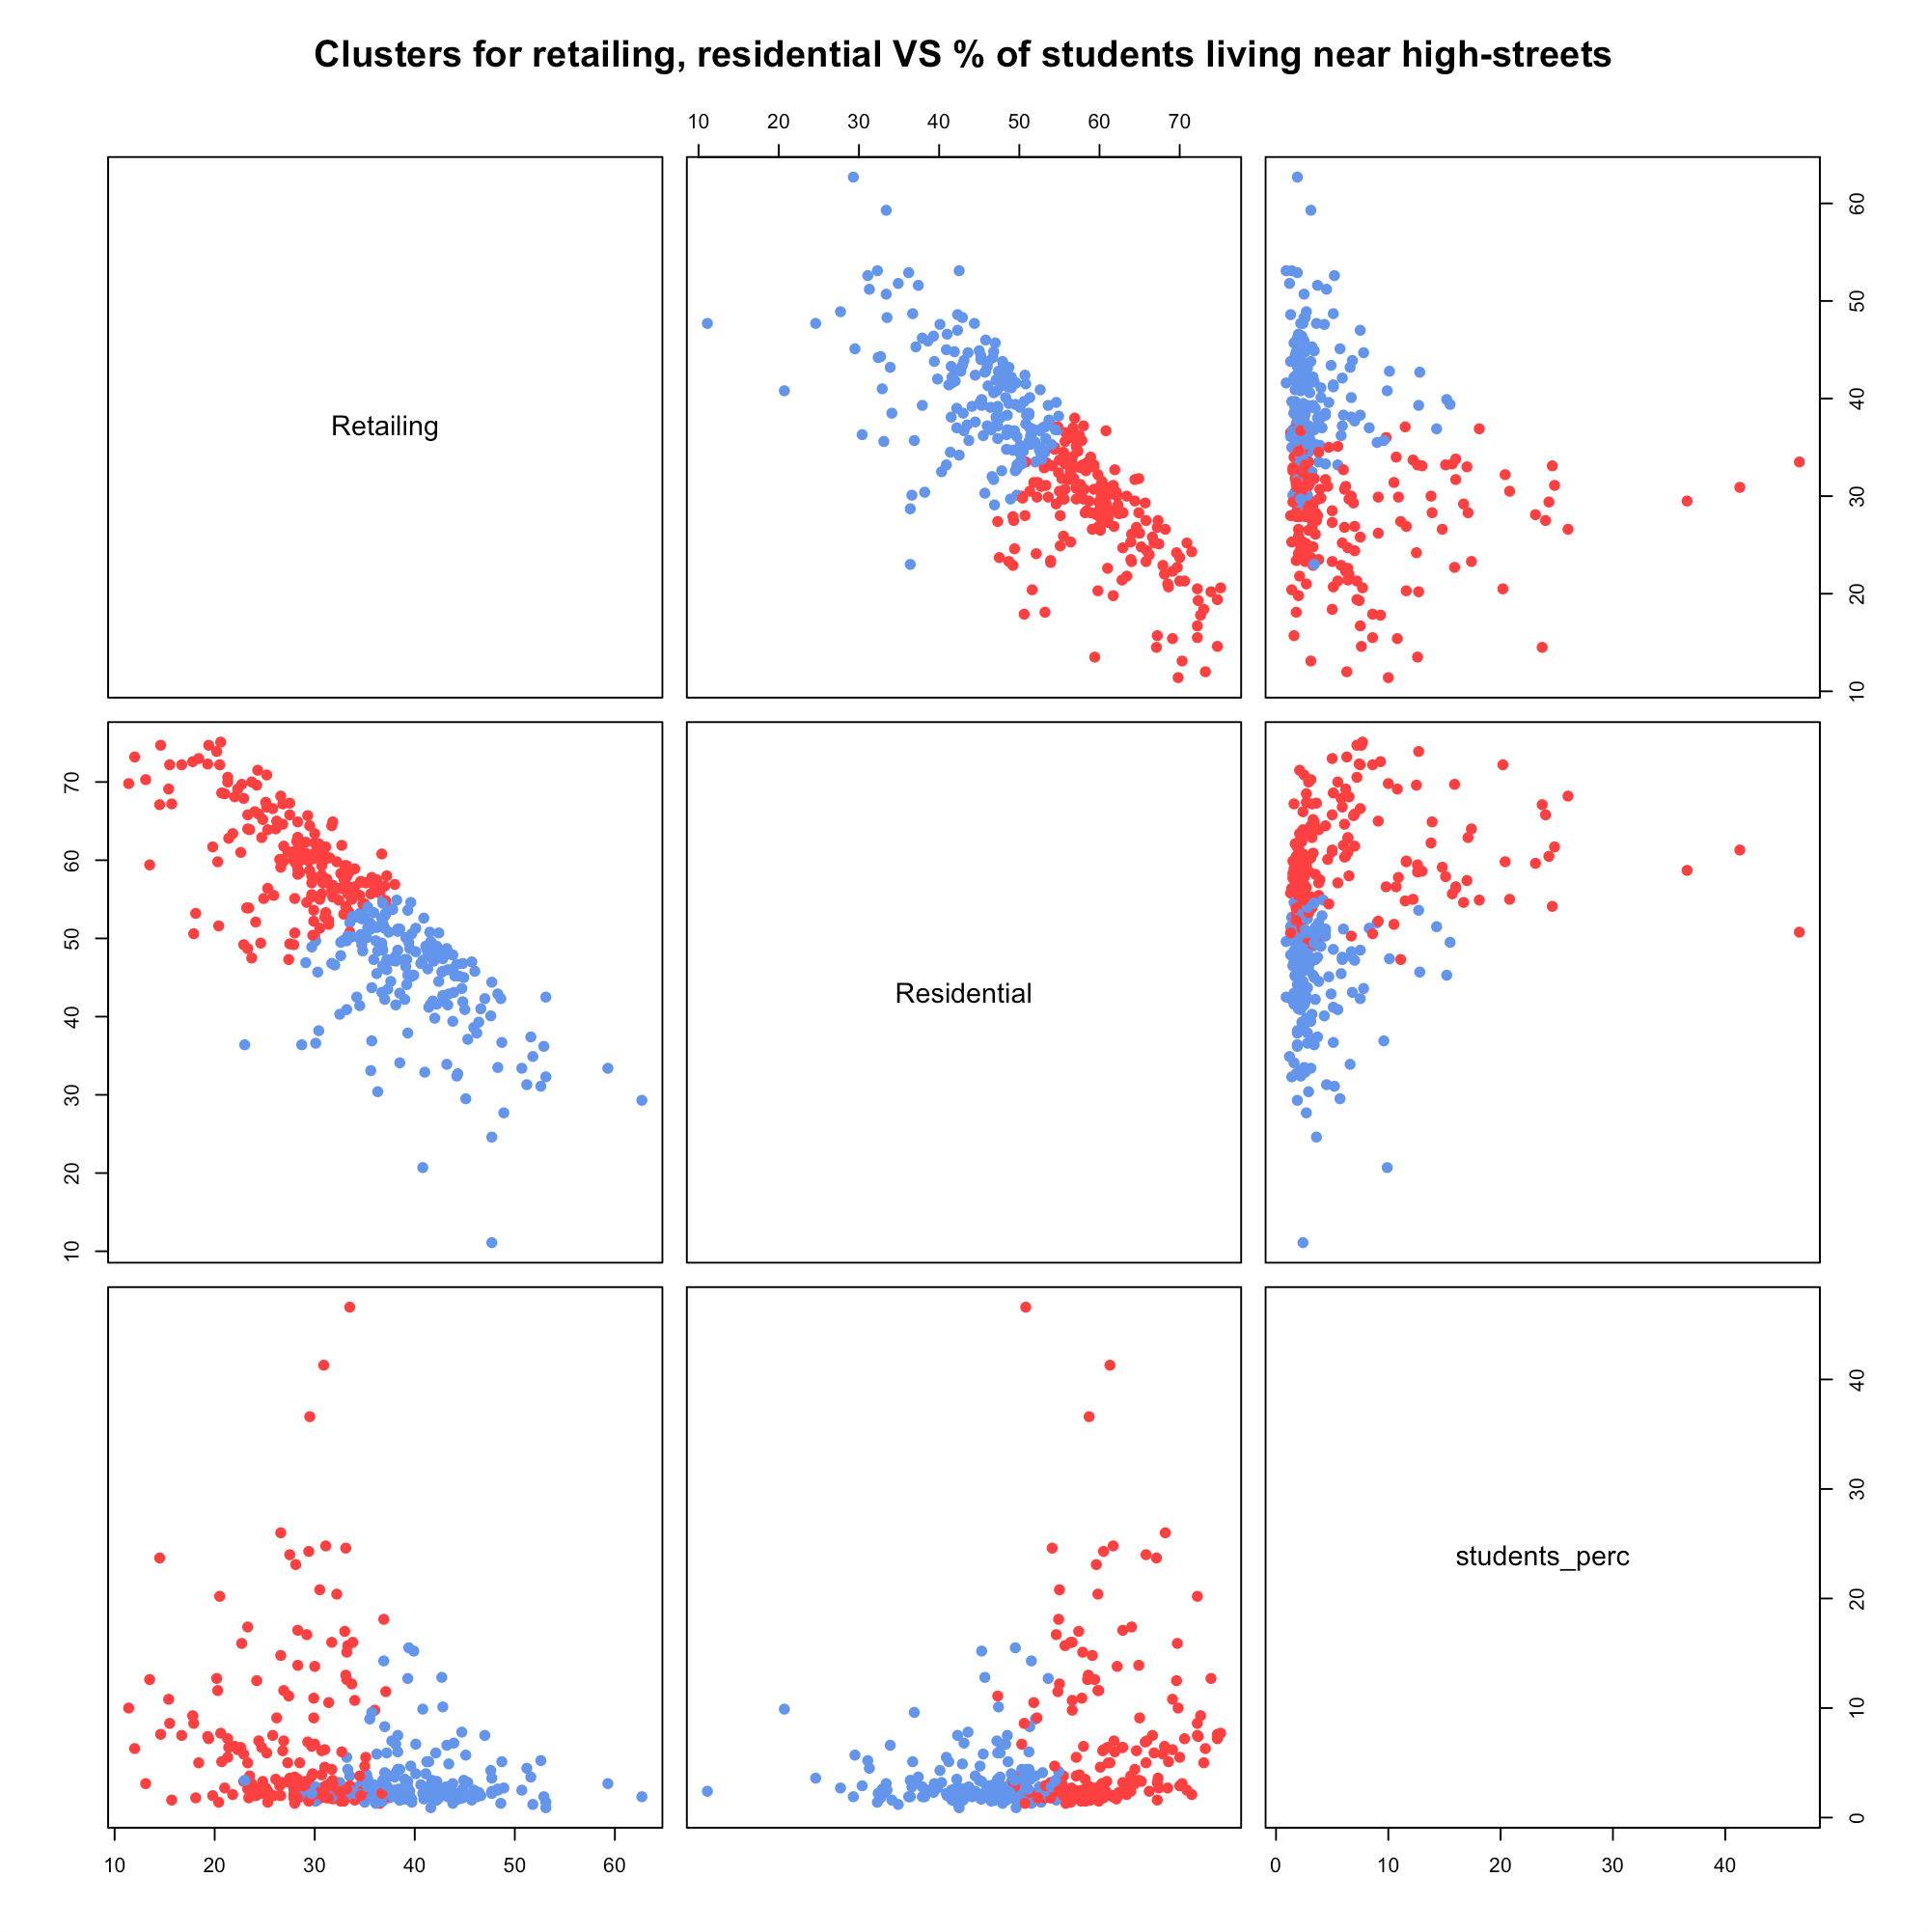 Clusters for retailing, residential VS % of students living near high-streets
10 20 30 40 50 60 70
Retailing
10 20 30 40 50 60
10 20 30 40 50 60 70
Residential
students_perc
0 10 20 30 40
10 20 30 40 50 60
0 10 20 30 40